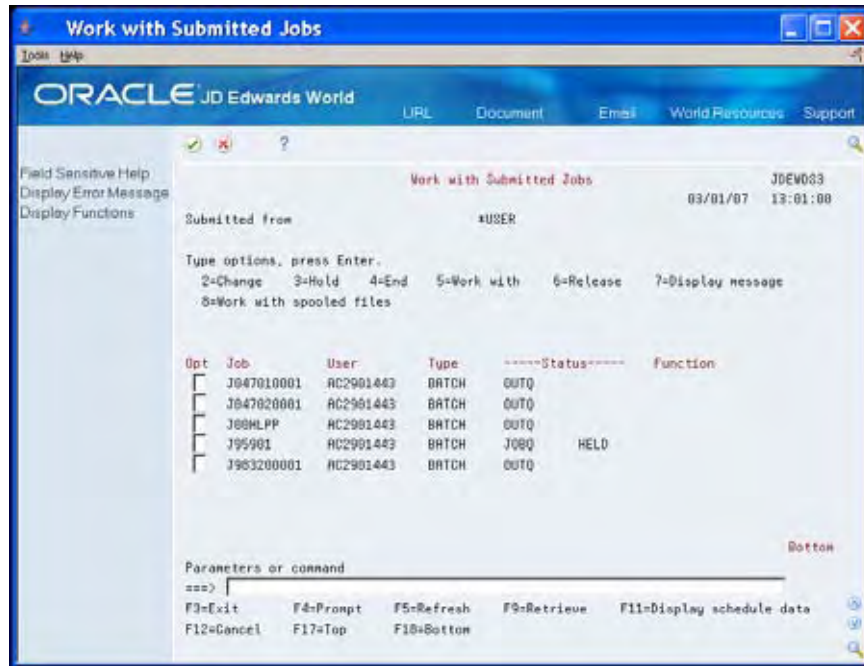 Work with Submitted Jobs
Tools Help
ORACLE JD Edwards World
URL Document Email World Resources Support
?
Field Sensitive Help
Display Error Message
Display Functions
Work with Submitted Jobs JDEWDS3
03/01/07 13:01:00
Submitted from *USER
Type options, press Enter.
2=Change 3=Hold 4=End 5=Work with 6=Release 7=Display message
8=Work with spooled files
Opt Job User Type -----Status----- Function
J047010001 AC2901443 BATCH OUTQ
J047020001 AC2901443 BATCH OUTQ
AC2901443 BATCH OUTQ
J95901 AC2901443 BATCH JOBQ HELD
J983200001 AC2901443 BATCH OUTQ
Bottom
Parameters or command
===>
F3=Exit F4=Prompt F5=Refresh F9=Retrieve F11=Display schedule data
F12=Cancel F17=Top F18=Bottom